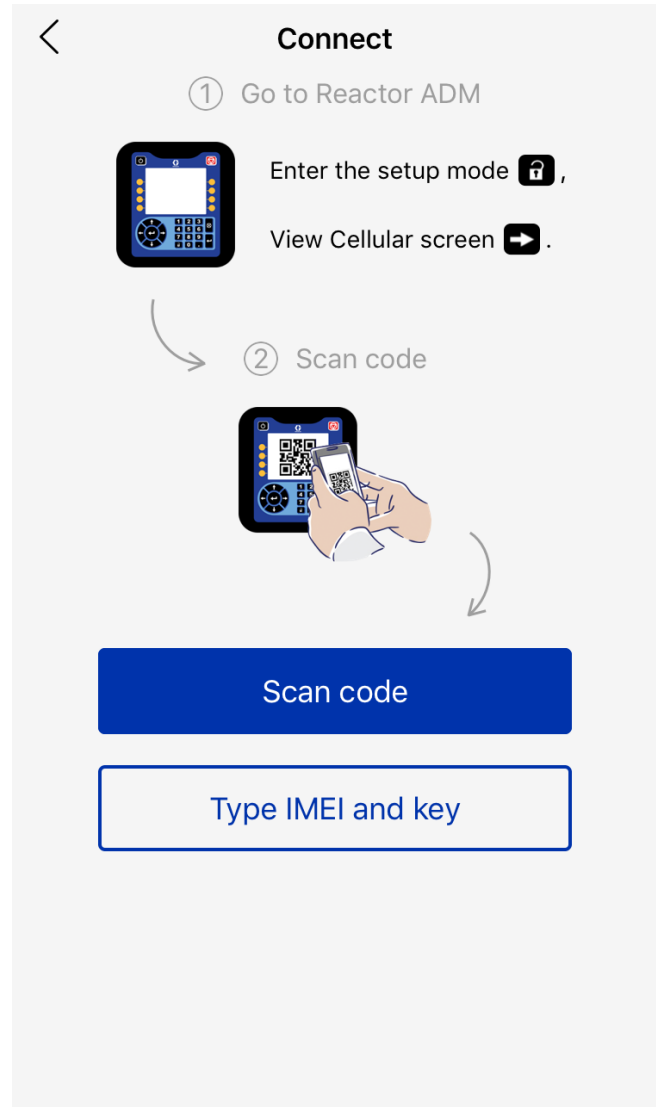 Connect
1 Go to Reactor ADM
Enter the setup mode ,
View Cellular screen .
2 Scan code
Scan code
Type IMEI and key